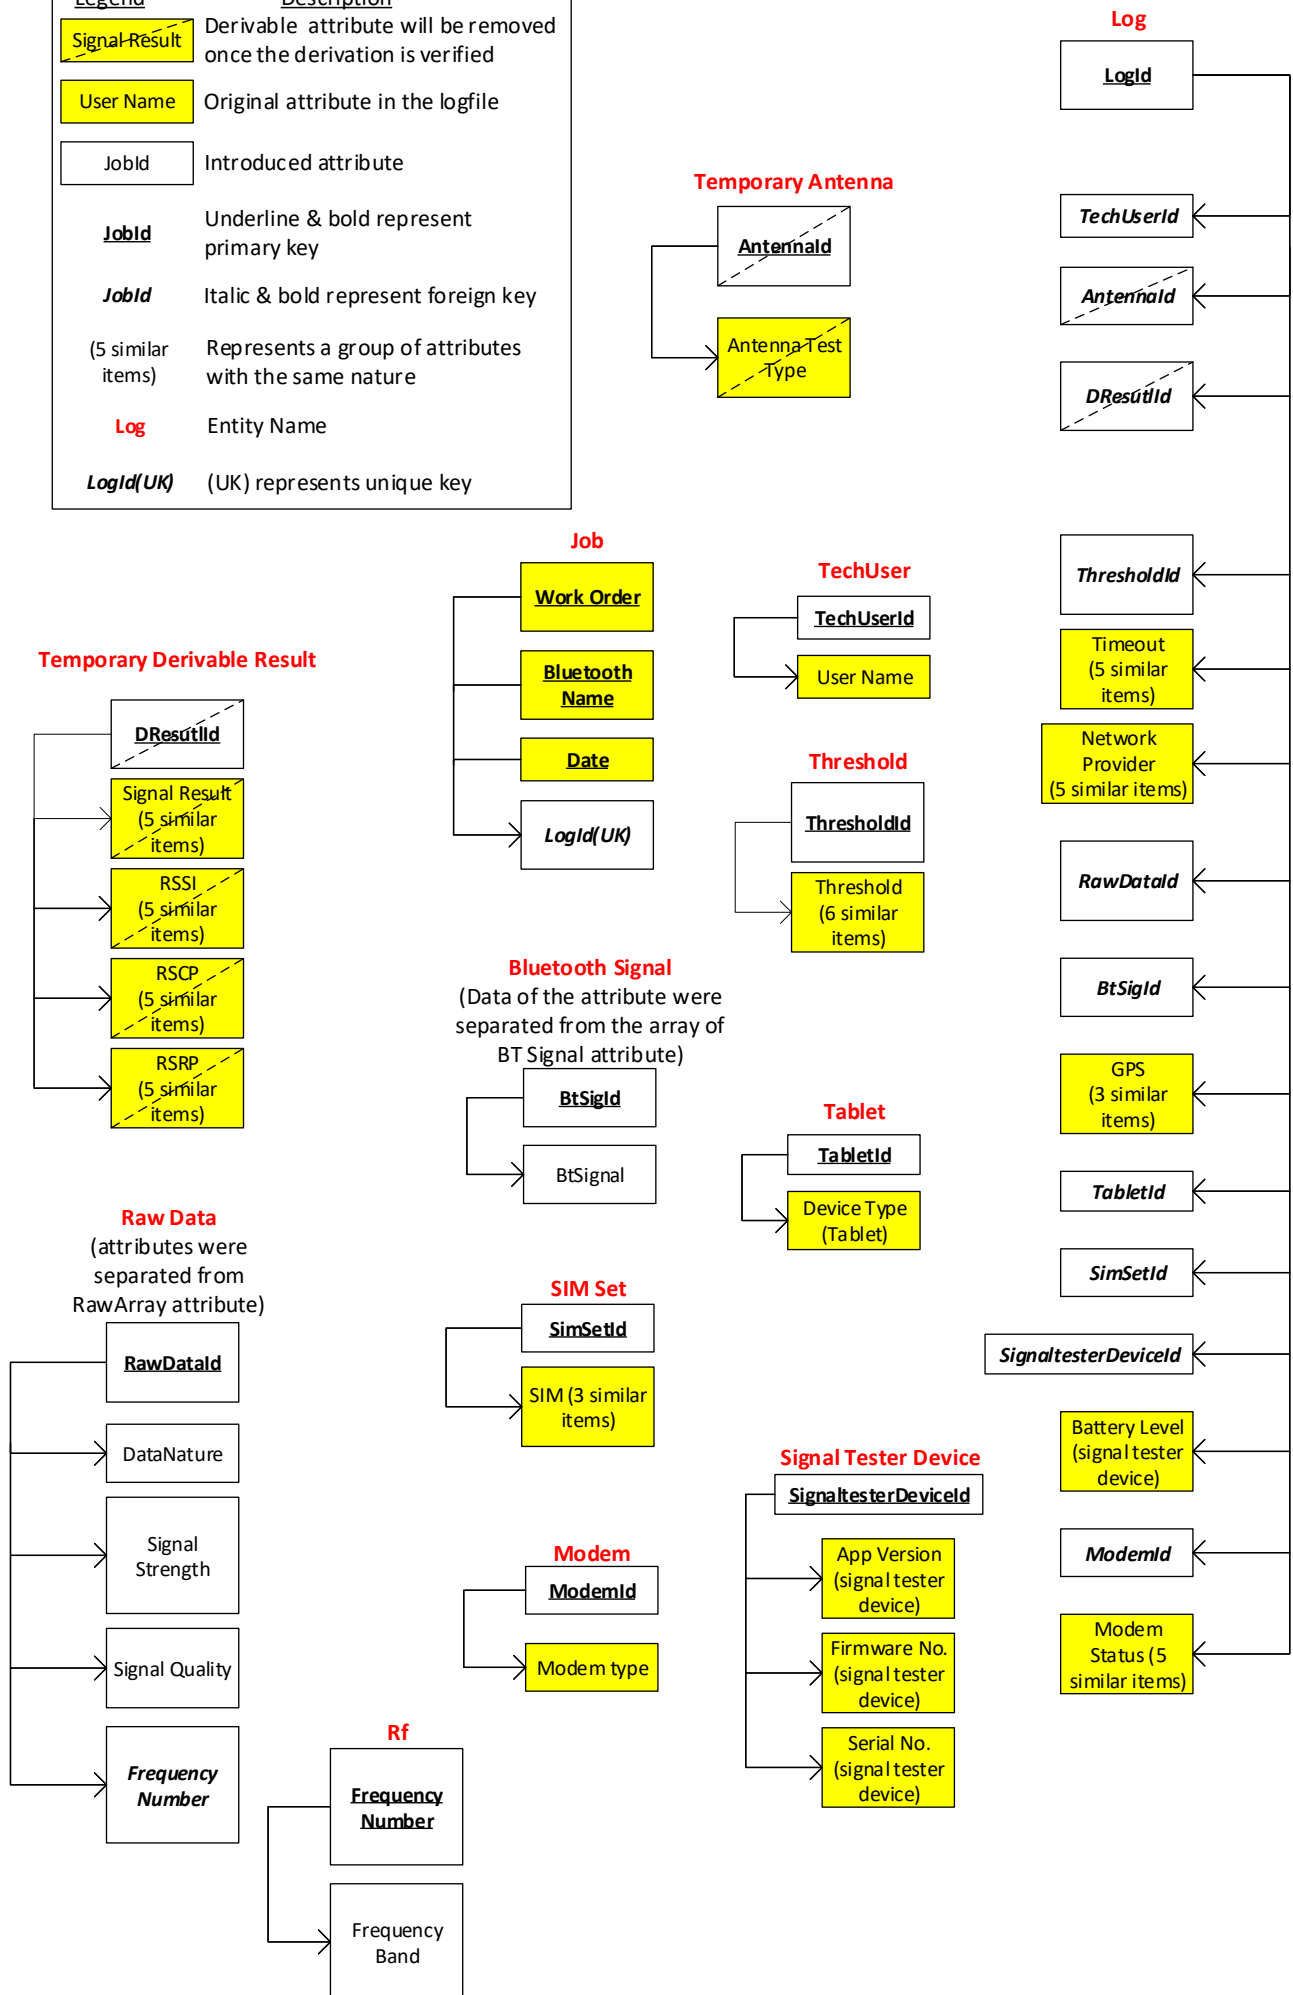 Legend Description
Signal Result
Derivable attribute will be removed
once the derivation is verified
User Name
Original attribute in the logfile
JobId
Introduced attribute
JobId
Underline & bold represent
primary key
JobId
Italic & bold represent foreign key
(5 similar
items)
Represents a group of attributes
with the same nature
Log
Entity Name
LogId(UK)
(UK) represents unique key
Temporary Antenna
AntennaId
Antenna Test
Type
Log
LogId
TechUserId
AntennaId
DResutlId
ThresholdId
Timeout
(5 similar
items)
Network
Provider
(5 similar items)
RawDataId
BtSigId
GPS
(3 similar
items)
TabletId
SimSetId
SignaltesterDeviceId
Battery Level
(signal tester
device)
ModemId
Modem
Status (5
similar items)
Job
Work Order
Bluetooth
Name
Date
LogId(UK)
TechUser
TechUserId
User Name
Temporary Derivable Result
DResutlId
Signal Result
(5 similar
items)
RSSI
(5 similar
items)
RSCP
(5 similar
items)
RSRP
(5 similar
items)
Threshold
ThresholdId
Threshold
(6 similar
items)
Bluetooth Signal
(Data of the attribute were
separated from the array of
BT Signal attribute)
BtSigId
BtSignal
Tablet
TabletId
Device Type
(Tablet)
Raw Data
(attributes were
separated from
RawArray attribute)
RawDataId
DataNature
Signal
Strength
Signal Quality
Frequency
Number
SIM Set
SimSetId
SIM (3 similar
items)
Signal Tester Device
SignaltesterDeviceId
App Version
(signal tester
device)
Firmware No.
(signal tester
device)
Serial No.
(signal tester
device)
Modem
ModemId
Modem type
Rf
Frequency
Number
Frequency
Band